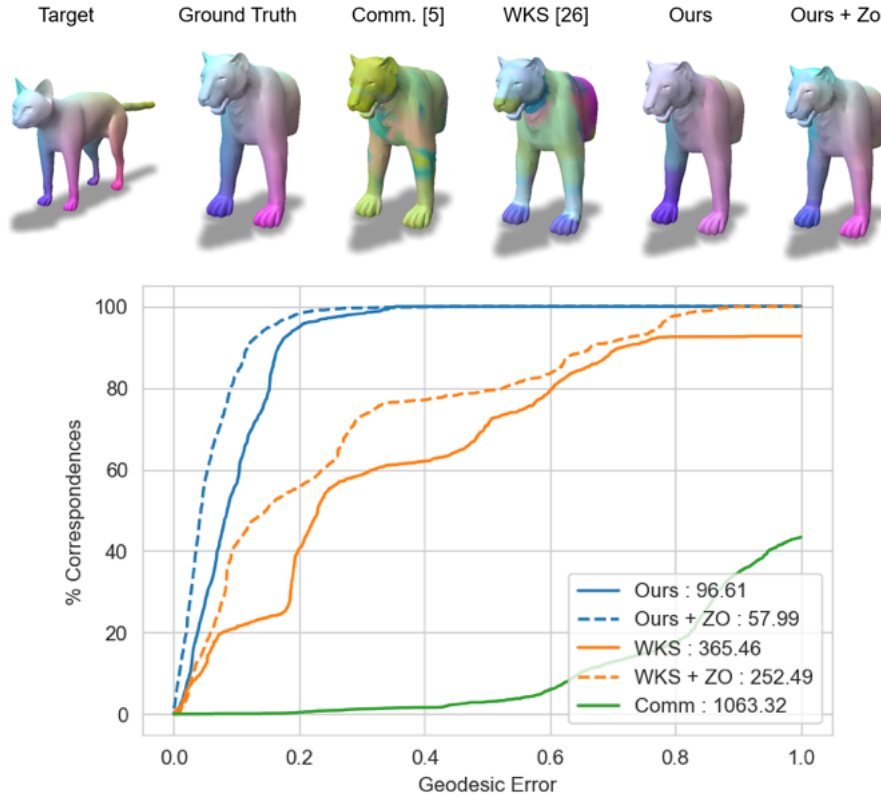 Target Ground Truth Comm. [5] WKS [26] Ours Ours + Zo
100
80
60
40
20
0
% Correspondences
Ours : 96.61
Ours + ZO : 57.99
WKS : 365.46
WKS + ZO : 252.49
Comm : 1063.32
0.0 0.2 0.4 0.6 0.8 1.0
Geodesic Error